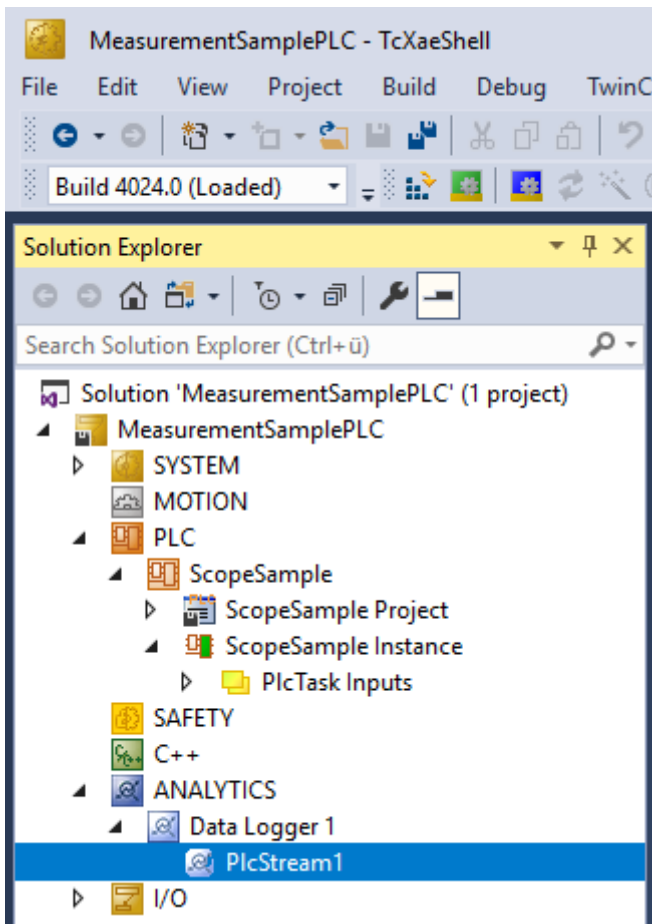 MeasurementSamplePLC - TcXaeShell
File Edit View Project Build Debug TwinC
Build 4024.0 (Loaded)
Solution Explorer
Search Solution Explorer (Ctrl+ü)
Solution 'MeasurementSamplePLC' (1 project)
MeasurementSamplePLC
SYSTEM
MOTION
PLC
ScopeSample
ScopeSample Project
ScopeSample Instance
PlcTask Inputs
SAFETY
C++
ANALYTICS
Data Logger 1
PlcStream1
I/O